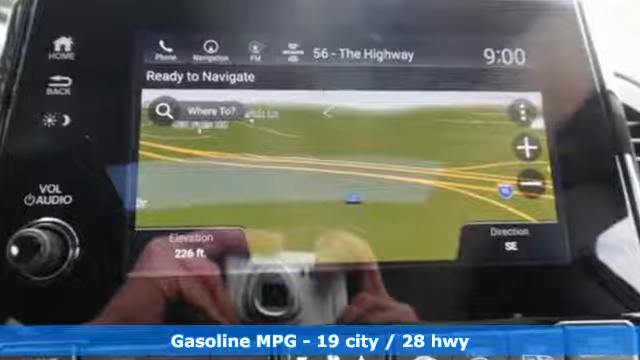 HOME
BACK
VOL
AUDIO
Phone
Navigation
FM
56 - The Highway
9:00
Ready to Navigate
Where To?
Elevation
226 ft.
Direction
SE
Gasoline MPG - 19 city / 28 hwy